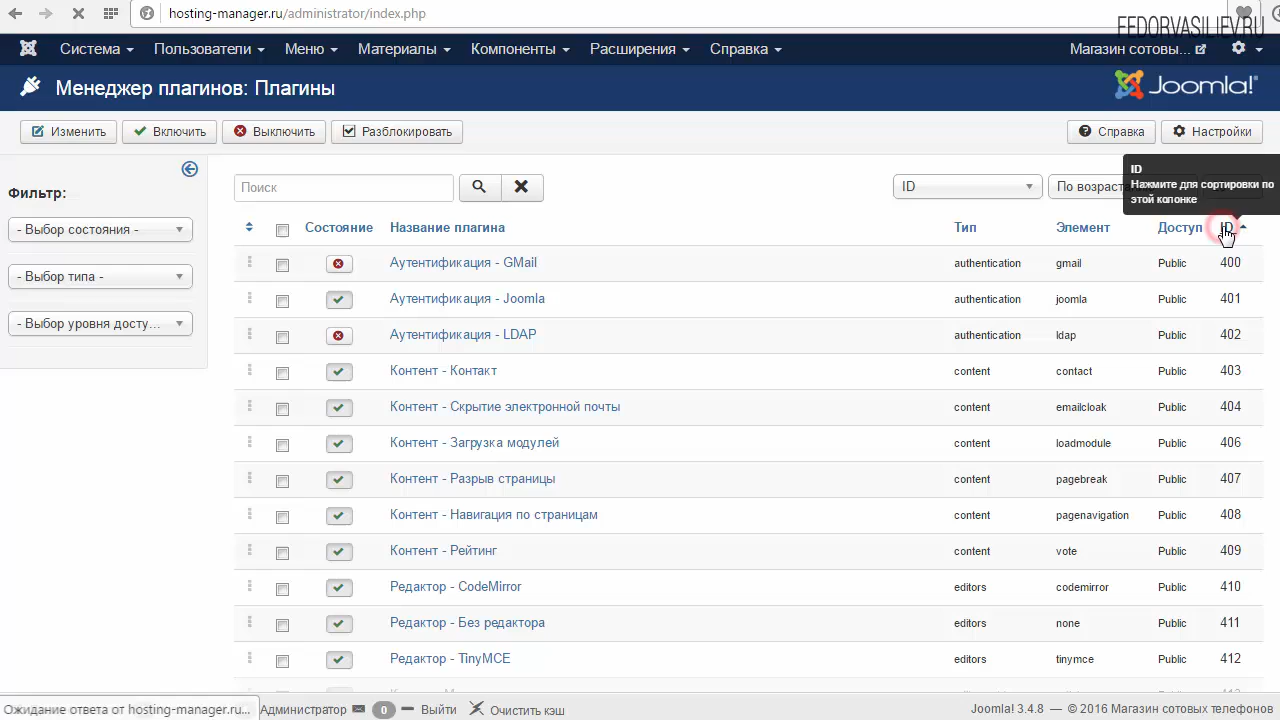 hosting-manager.ru/administrator/index.php
FEDORVASILIEV.RU
Система Пользователи Меню Материалы Компоненты Расширения Справка Магазин сотовы...
Менеджер плагинов: Плагины
Joomla!
Изменить Включить Выключить Разблокировать Справка Настройки
ID
Нажмите для сортировки по
этой колонке
Фильтр:
- Выбор состояния -
- Выбор типа -
- Выбор уровня досту...
Поиск ID По возраста
Состояние Название плагина Тип Элемент Доступ ID
Аутентификация - GMail authentication gmail Public 400
Аутентификация - Joomla authentication joomla Public 401
Аутентификация - LDAP authentication ldap Public 402
Контент - Контакт content contact Public 403
Контент - Скрытие электронной почты content emailcloak Public 404
Контент - Загрузка модулей content loadmodule Public 406
Контент - Разрыв страницы content pagebreak Public 407
Контент - Навигация по страницам content pagenavigation Public 408
Контент - Рейтинг content vote Public 409
Редактор - CodeMirror editors codemirror Public 410
Редактор - Без редактора editors none Public 411
Редактор - TinyMCE editors tinymce Public 412
Ожидание ответа от hosting-manager.ru... Администратор 0 Выйти Очистить кэш Joomla! 3.4.8 — © 2016 Магазин сотовых телефонов